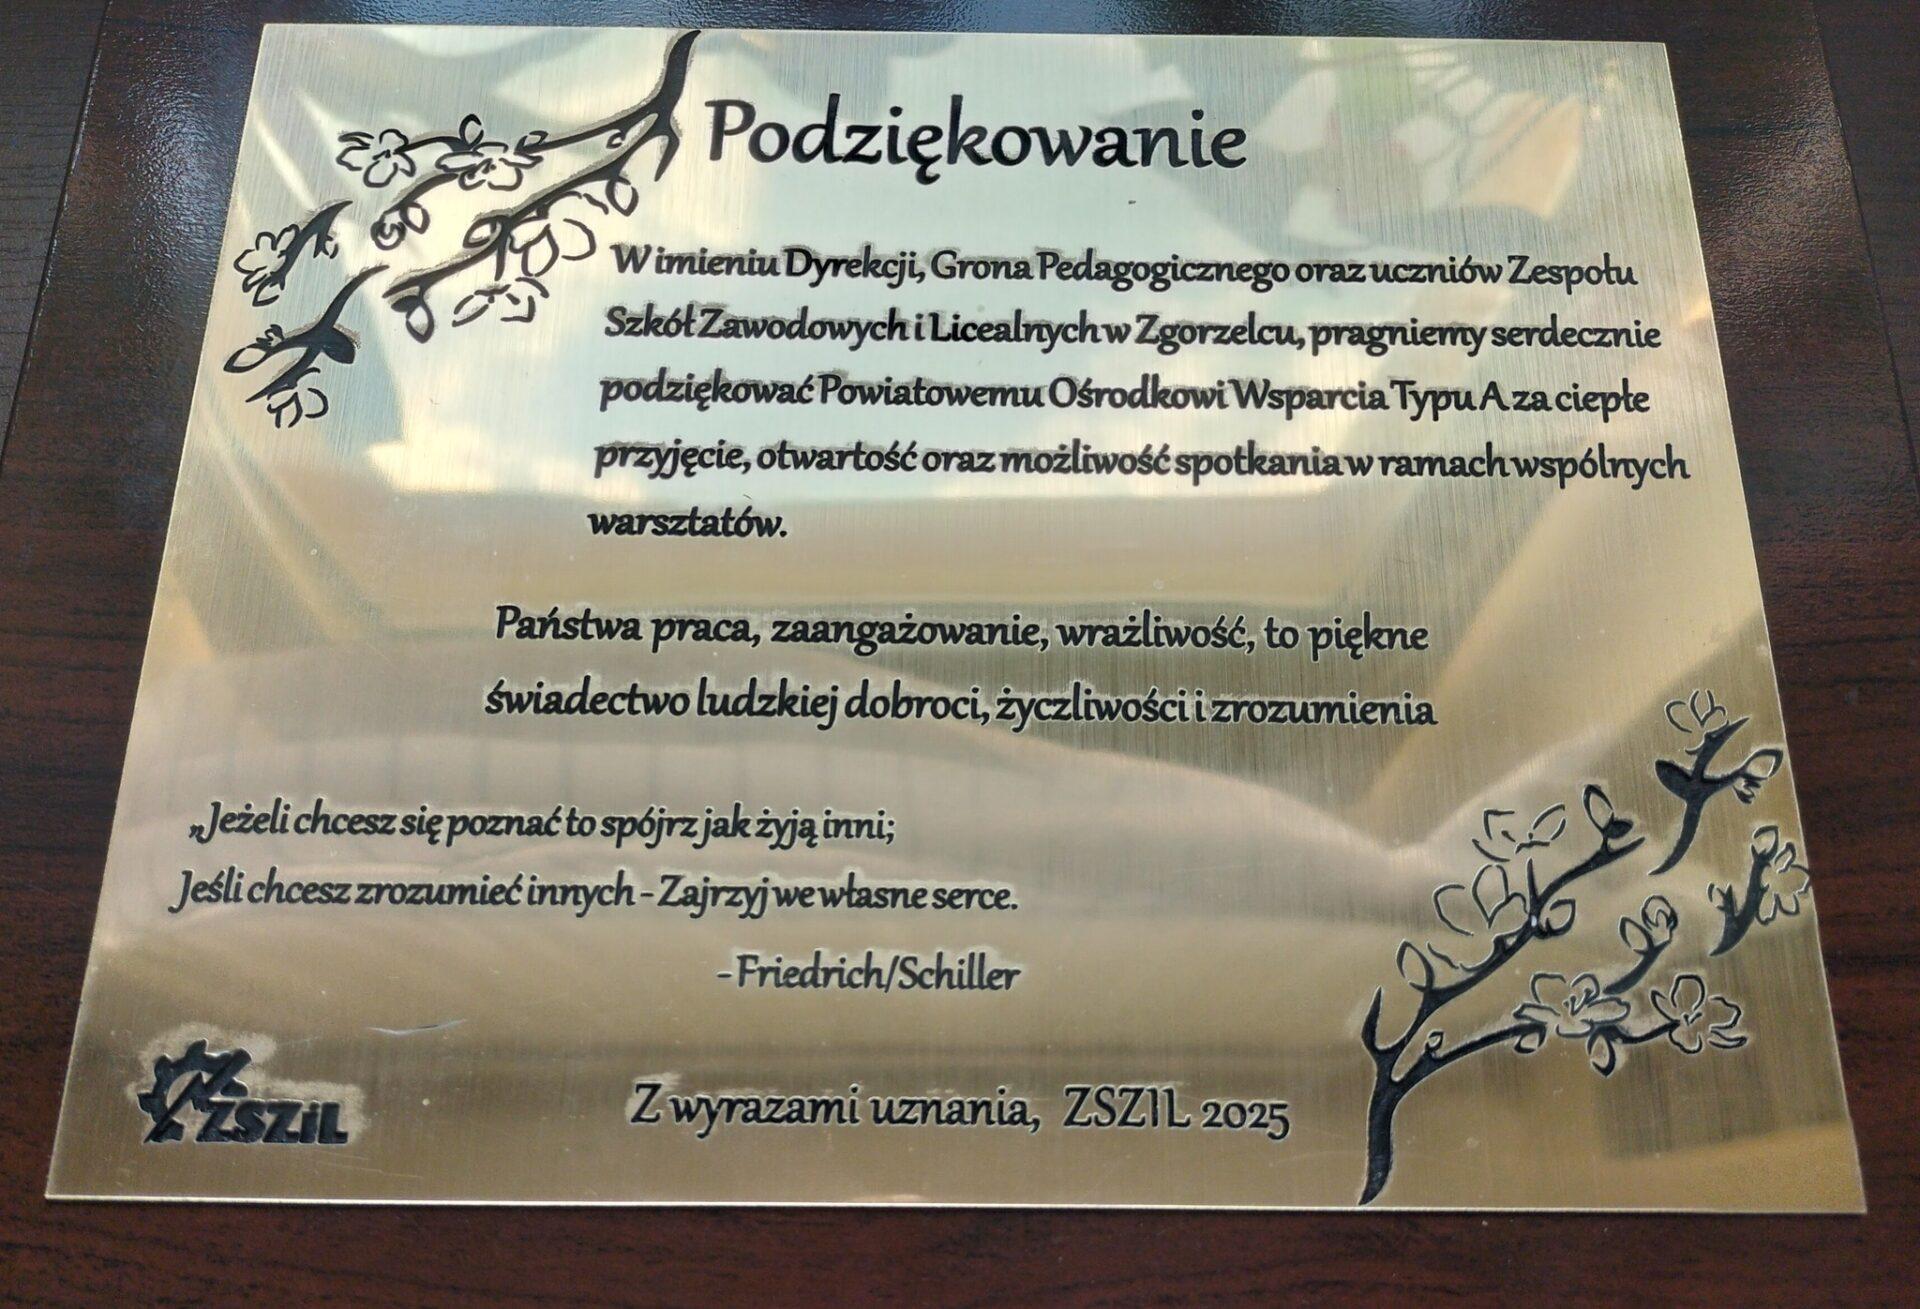 Podziękowanie
W imieniu Dyrekcji, Grona Pedagogicznego oraz uczniów Zespołu
Szkół Zawodowych i Licealnych w Zgorzelcu, pragniemy serdecznie
podziękować Powiatowemu Ośrodkowi Wsparcia Typu A za ciepłe
przyjęcie, otwartość oraz możliwość spotkania w ramach wspólnych
warsztatów.
Państwa praca, zaangażowanie, wrażliwość, to piękne
świadectwo ludzkiej dobroci, życzliwości i zrozumienia
„Jeżeli chcesz się poznać to spójrz jak żyją inni;
Jeśli chcesz zrozumieć innych - Zajrzyj we własne serce.
- Friedrich/Schiller
ZSZiL
Z wyrazami uznania, ZSZIL 2025